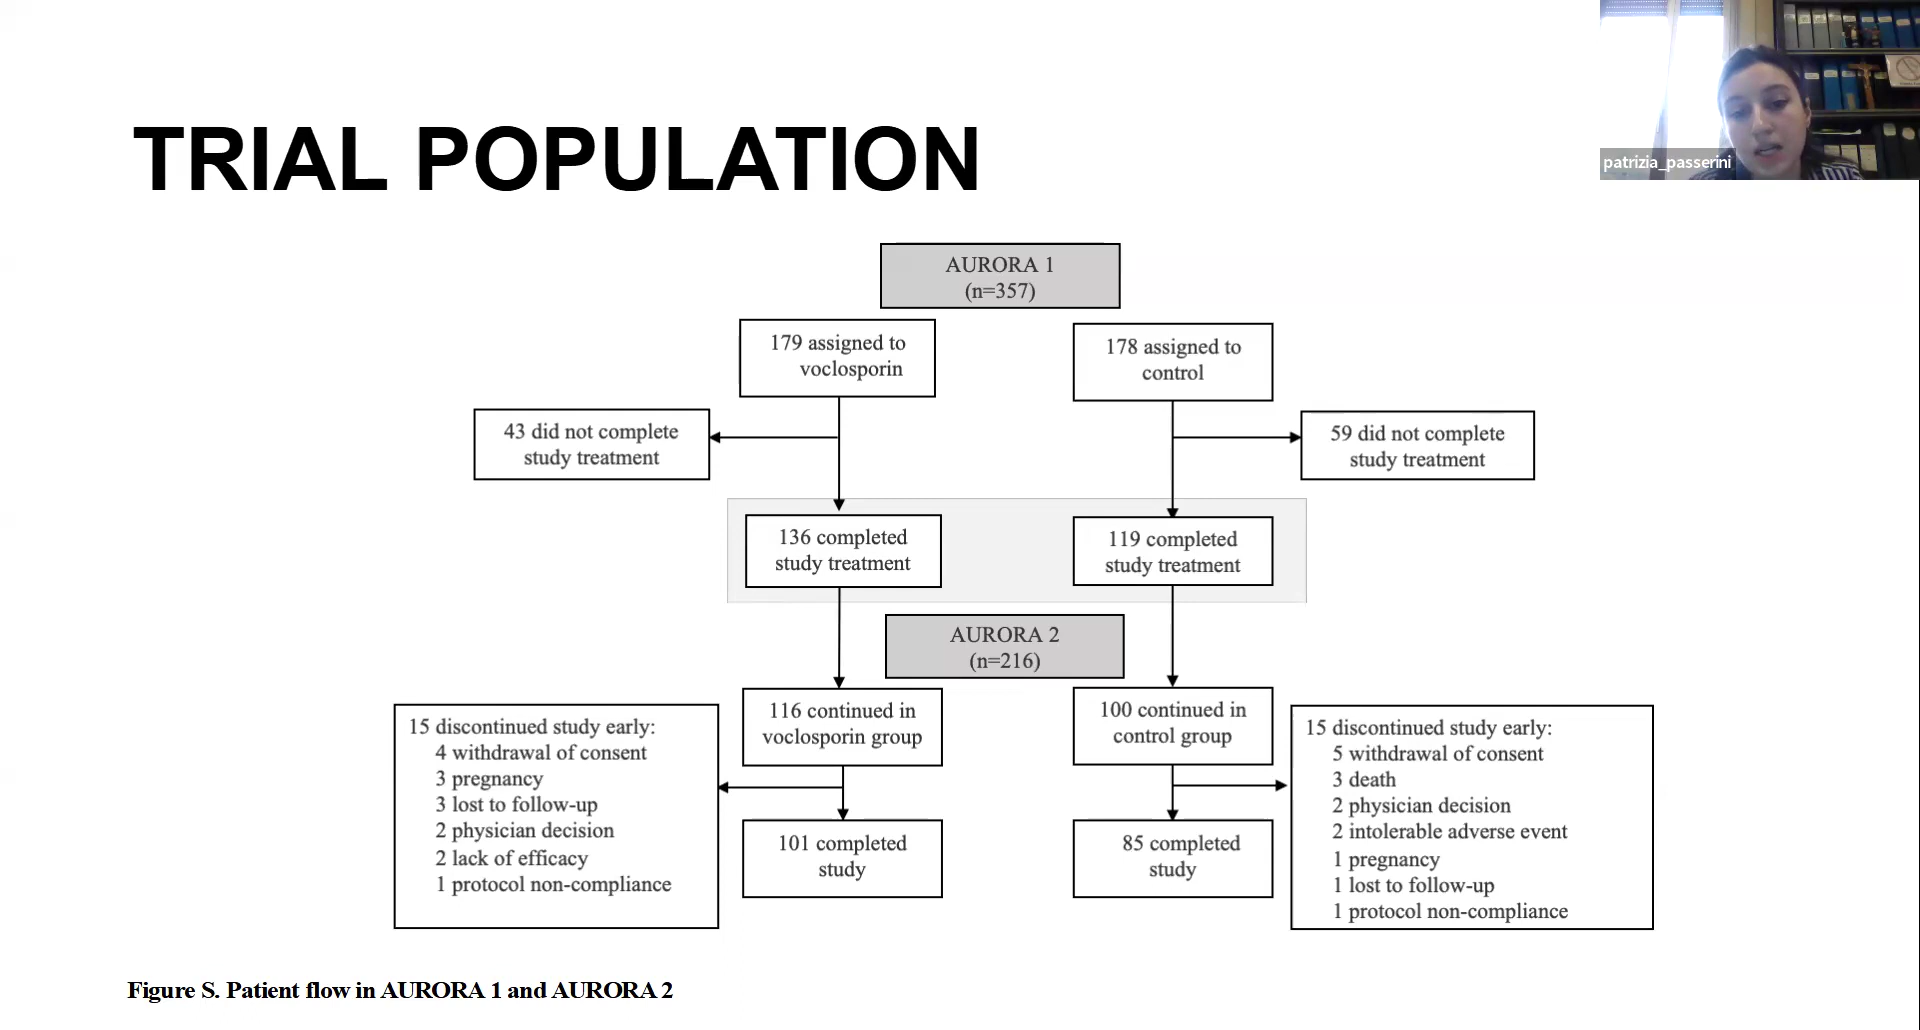 patrizia_passerini
TRIAL POPULATION
AURORA 1
(n=357)
179 assigned to
voclosporin
178 assigned to
control
43 did not complete
study treatment
59 did not complete
study treatment
136 completed
study treatment
119 completed
study treatment
AURORA 2
(n=216)
116 continued in
voclosporin group
100 continued in
control group
15 discontinued study early:
4 withdrawal of consent
3 pregnancy
3 lost to follow-up
2 physician decision
2 lack of efficacy
1 protocol non-compliance
15 discontinued study early:
5 withdrawal of consent
3 death
2 physician decision
2 intolerable adverse event
1 pregnancy
1 lost to follow-up
1 protocol non-compliance
101 completed
study
85 completed
study
Figure S. Patient flow in AURORA 1 and AURORA 2